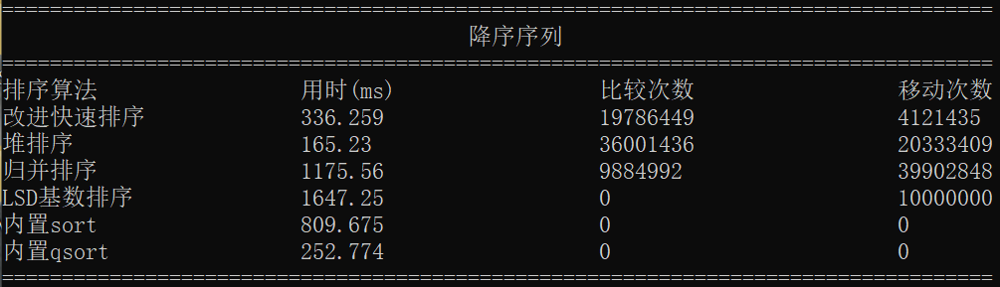 降序序列
排序算法 用时(ms) 比较次数 移动次数
改进快速排序 336.259 19786449 4121435
堆排序 165.23 36001436 20333409
归并排序 1175.56 9884992 39902848
LSD基数排序 1647.25 0 10000000
内置sort 809.675 0 0
内置qsort 252.774 0 0